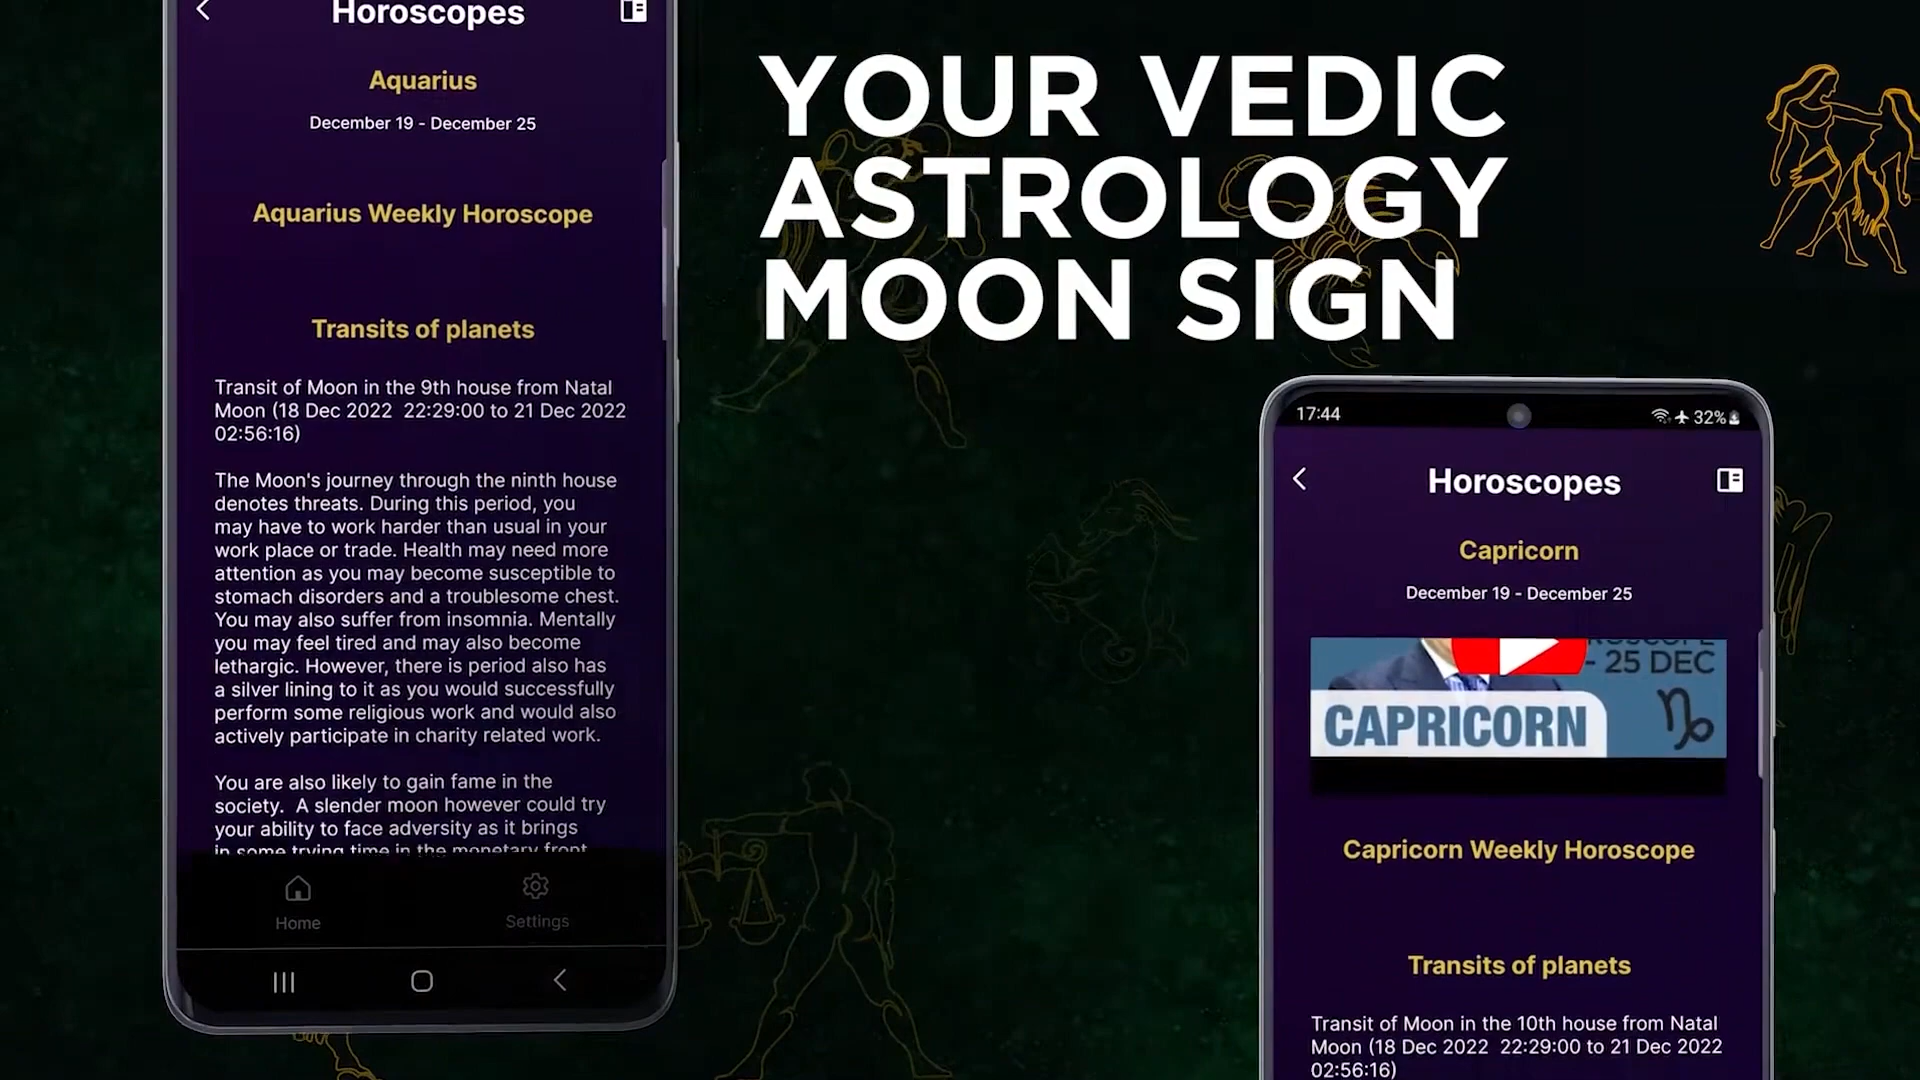 Horoscopes
Aquarius
December 19 - December 25
Aquarius Weekly Horoscope
Transits of planets
Transit of Moon in the 9th house from Natal
Moon (18 Dec 2022  22:29:00 to 21 Dec 2022
02:56:16)
The Moon's journey through the ninth house
denotes threats. During this period, you
may have to work harder than usual in your
work place or trade. Health may need more
attention as you may become susceptible to
stomach disorders and a troublesome chest.
You may also suffer from insomnia. Mentally
you may feel tired and may also become
lethargic. However, there is period also has
a silver lining to it as you would successfully
perform some religious work and would also
actively participate in charity related work.
You are also likely to gain fame in the
society.  A slender moon however could try
your ability to face adversity as it brings
in some trying time in the monetary front
Home
Settings
YOUR VEDIC
ASTROLOGY
MOON SIGN
17:44
32%
Horoscopes
Capricorn
December 19 - December 25
- 25 DEC
CAPRICORN
Capricorn Weekly Horoscope
Transits of planets
Transit of Moon in the 10th house from Natal
Moon (18 Dec 2022  22:29:00 to 21 Dec 2022
02:56:16)